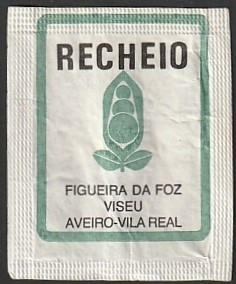 RECHEIO
FIGUEIRA DA FOZ
VISEU
AVEIRO-VILA REAL